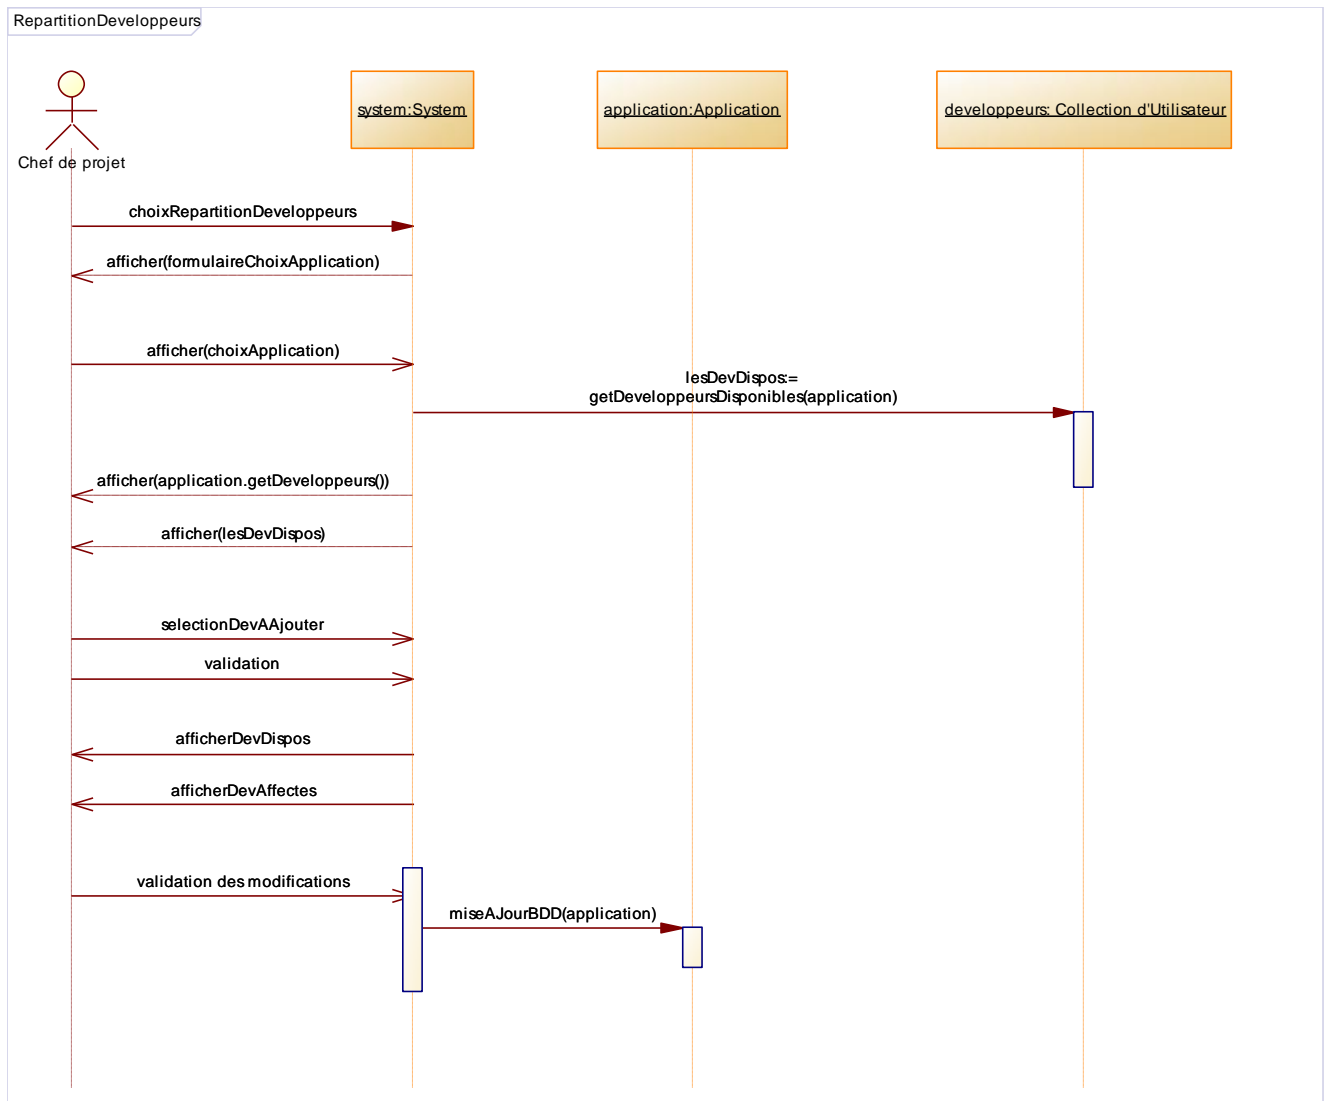 RepartitionDeveloppeurs
system:System
application:Application
developpeurs: Collection d'Utilisateur
Chef de projet
choixRepartitionDeveloppeurs
afficher(formulaireChoixApplication)
afficher(choixApplication)
lesDevDispos:=
getDeveloppeursDisponibles(application)
afficher(application.getDeveloppeurs())
afficher(lesDevDispos)
selectionDevAAjouter
validation
afficherDevDispos
afficherDevAffectes
validation des modifications
miseAJourBDD(application)